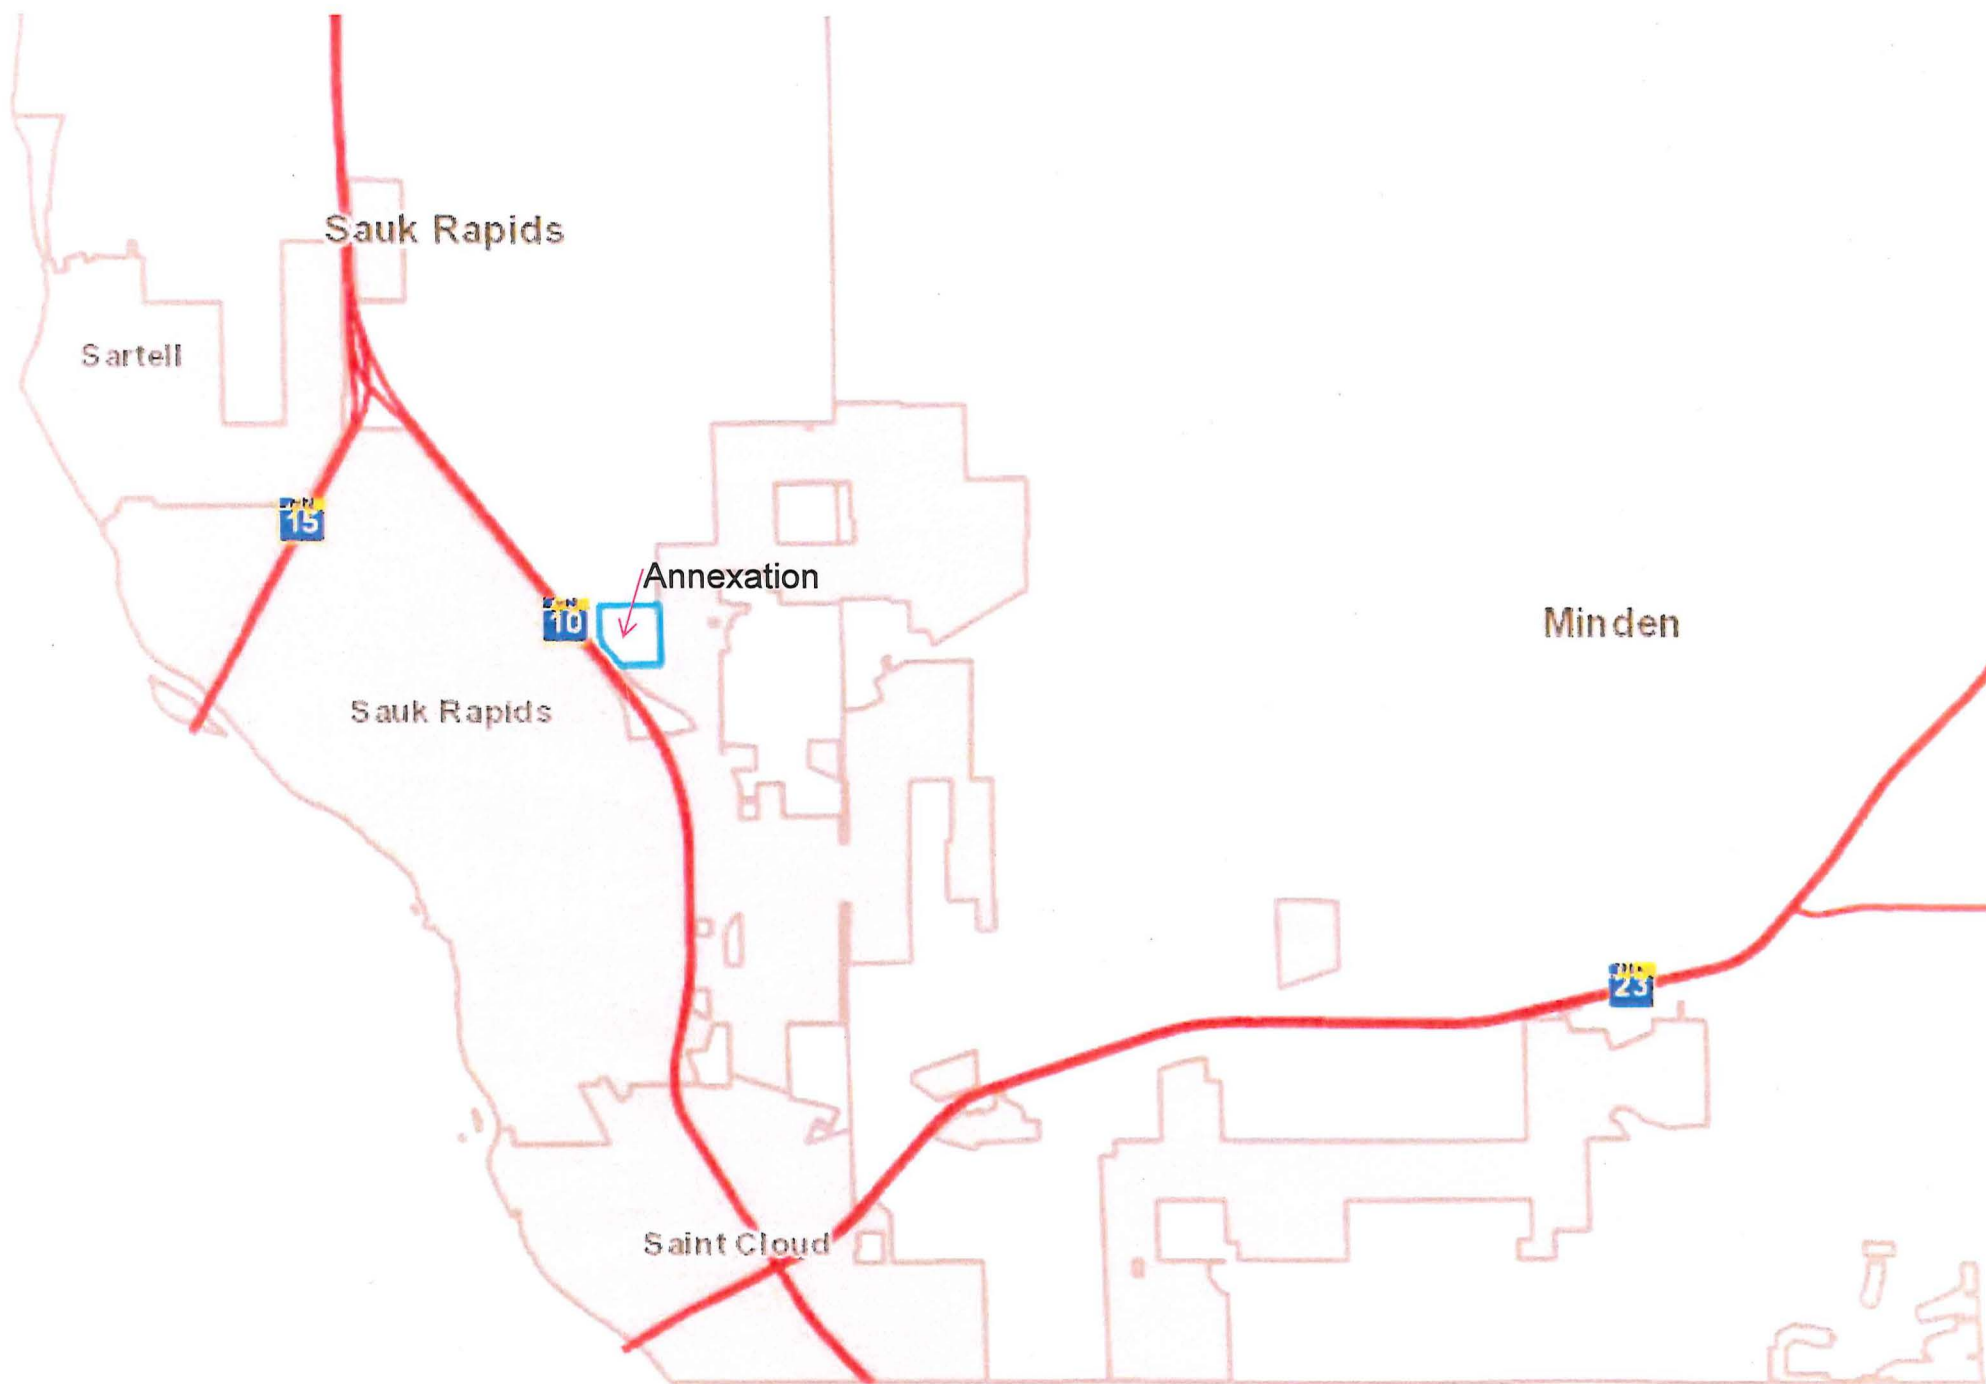 Sauk Rapids
Sartell
15
Annexation
10
Minden
Sauk Rapids
23
Saint Cloud